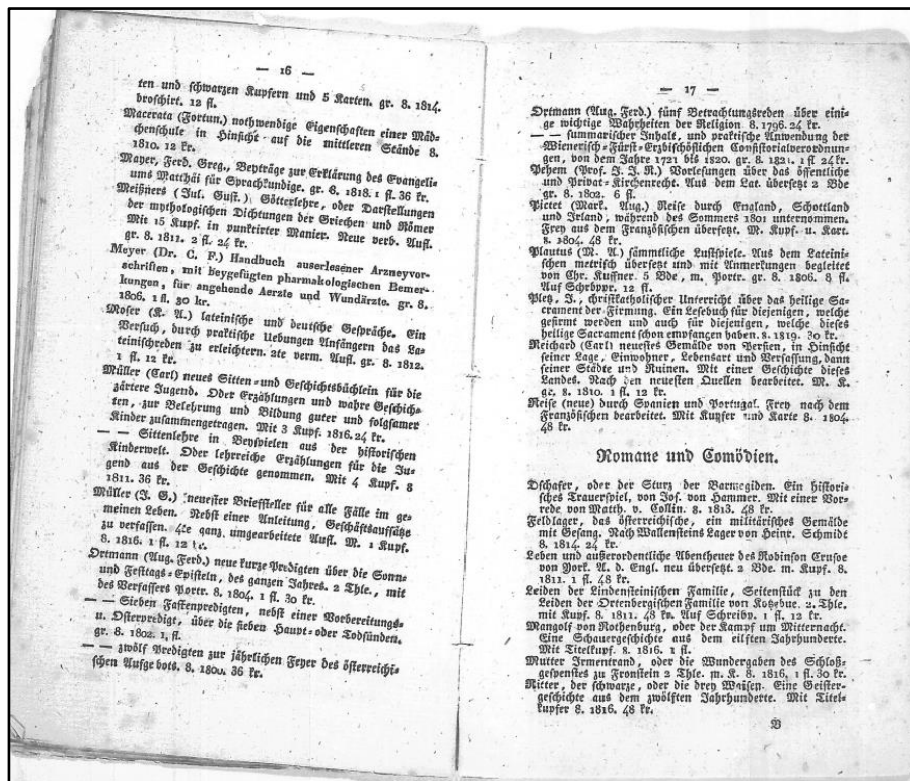 — 16 —
ten und schwarzen Kupfern und 5 Karten. gr. 8. 1814.
broschirt. 12 fl.
Macerata (Fortun.) nothwendige Eigenschaften einer Mäd-
chenschule in Hinsicht auf die mittleren Stände 8.
1810. 12 kr.
Mayer, Ferd. Greg., Beyträge zur Erklärung des Evangeli-
ums Matthäi für Sprachkundige. gr. 8. 1818. 1 fl. 36 kr.
Meißners (Jul. Gust.) Götterlehre, oder Darstellungen
der mythologischen Dichtungen der Griechen und Römer
Mit 15 Kupf. in punktirter Manier. Neue verb. Aufl.
gr. 8. 1811. 2 fl. 24 kr.
Meyer (Dr. C. F.) Handbuch auserlesener Arzneyvor-
schriften, mit beygefügten pharmakologischen Bemer-
kungen, für angehende Aerzte und Wundärzte. gr. 8.
1806. 1 fl. 30 kr.
Moser (K. A.) lateinische und deutsche Gespräche. Ein
Versuch, durch praktische Uebungen Anfängern das La-
teinischreden zu erleichtern. 2te verm. Aufl. gr. 8. 1812.
1 fl. 12 kr.
Müller (Carl) neues Sitten- und Geschichtsbüchlein für die
zärtere Jugend. Oder Erzählungen und wahre Geschich-
ten, zur Belehrung und Bildung guter und folgsamer
Kinder zusammengetragen. Mit 3 Kupf. 1816. 24 kr.
— — Sittenlehre in Beyspielen aus der historischen
Kinderwelt. Oder lehrreiche Erzählungen für die Ju-
gend aus der Geschichte genommen. Mit 4 Kupf. 8
1811. 36 kr.
Müller (J. G.) neuester Briefsteller für alle Fälle im ge-
meinen Leben. Nebst einer Anleitung, Geschäftsaufsätze
zu verfassen. 4te ganz umgearbeitete Aufl. M. 1 Kupf.
8. 1816. 1 fl. 12 kr.
Ortmann (Aug. Ferd.) neue kurze Predigten über die Sonn-
und Festtags-Episteln, des ganzen Jahres. 2 Thle., mit
des Verfassers Portr. 8. 1804. 1 fl. 30 kr.
— — Sieben Fastenpredigten, nebst einer Vorbereitungs-
u. Osterpredigt, über die sieben Haupt- oder Todsünden.
gr. 8. 1802. 1. fl.
— — zwölf Predigten zur jährlichen Feyer des österreichi-
schen Aufgebots. 8. 1800. 36 kr.
— 17 —
Ortmann (Aug. Ferd.) fünf Betrachtungsreden über eini-
ge wichtige Wahrheiten der Religion 8. 1796. 24 kr.
— — summarischer Inhalt, und praktische Anwendung der
Wienerisch-Fürst-Erzbischöflichen Consistorialverordnun-
gen, von dem Jahre 1721 bis 1820. gr. 8. 1821. 1 fl. 24 kr.
Pehem (Prof. J. J. N.) Vorlesungen über das öffentliche
und Privat-Kirchenrecht. Aus dem Lat. übersetzt 2 Bde
gr. 8. 1802. 6 fl.
Pictet (Mark. Aug.) Reise durch England, Schottland
und Irland, während des Sommers 1801 unternommen.
Frey aus dem Französischen übersetzt. M. Kupf. u. Kart.
8. 1804. 48 kr.
Plautus (M. A.) sämmtliche Lustspiele. Aus dem Lateini-
schen metrisch übersetzt und mit Anmerkungen begleitet
von Chr. Kuffner. 5 Bde, m. Portr. gr. 8. 1806. 8 fl.
Auf Schrbppr. 12 fl.
Pletz, J., christkatholischer Unterricht über das heilige Sa-
crament der Firmung. Ein Lesebuch für diejenigen, welche
gefirmt werden und auch für diejenigen, welche dieses
heilige Sacrament schon empfangen haben. 8. 1819. 30 kr.
Reichard (Carl) neuestes Gemälde von Persien, in Hinsicht
seiner Lage, Einwohner, Lebensart und Verfassung, dann
seiner Städte und Ruinen. Mit einer Geschichte dieses
Landes. Nach den neuesten Quellen bearbeitet. M. K.
gr. 8. 1810. 1 fl. 12 kr.
Reise (neue) durch Spanien und Portugal. Frey nach dem
Französischen bearbeitet. Mit Kupfer und Karte 8. 1804.
48 kr.
Romane und Comödien.
Dschafer, oder der Sturz der Barmegiden. Ein histori-
sches Trauerspiel, von Jos. von Hammer. Mit einer Vor-
rede von Matth. v. Collin. 8. 1813. 48 kr.
Feldlager, das österreichische, ein militärisches Gemälde
mit Gesang. Nach Wallensteins Lager von Heinr. Schmidt
8. 1814. 24 kr.
Leben und außerordentliche Abentheuer des Robinson Crusoe
von York. A. d. Engl. neu übersetzt. 2 Bde. m. Kupf. 8.
1811. 1 fl. 48 kr.
Leiden der Lindensteinischen Familie, Seitenstück zu den
Leiden der Ortenbergischen Familie von Kotzebue. 2. Thle.
mit Kupf. 8. 1811. 48 kr. Auf Schreibp. 1 fl. 12 kr.
Mangolf von Rothenburg, oder der Kampf um Mitternacht.
Eine Schauergeschichte aus dem eilften Jahrhunderte.
Mit Titelkupf. 8. 1816. 1 fl.
Mutter Irmentrand, oder die Wundergaben des Schloß-
gespenstes zu Fronstein 2 Thle. m. K. 8. 1816. 1 fl. 30 kr.
Ritter, der schwarze, oder die drey Waisen. Eine Geister-
geschichte aus dem zwölften Jahrhunderte. Mit Titel-
kupfer 8. 1816. 48 kr.
B